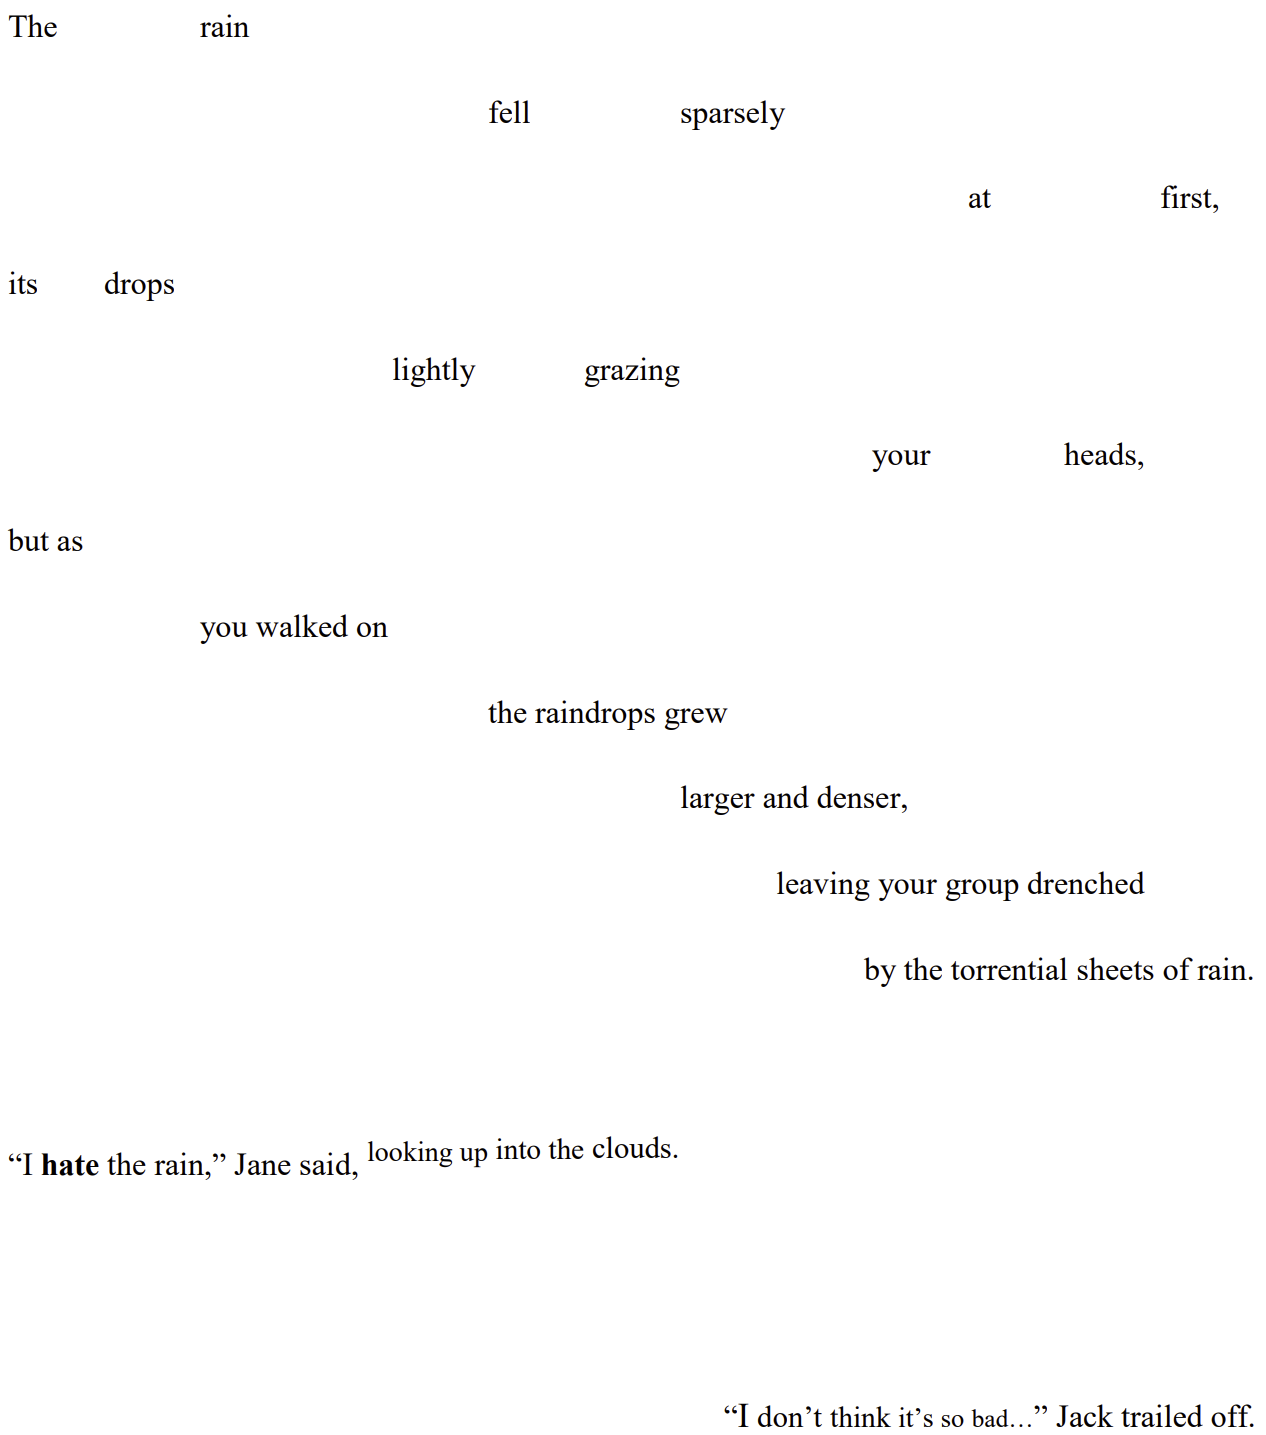 The rain
fell sparsely
at first,
its drops
lightly grazing
your heads,
but as
you walked on
the raindrops grew
larger and denser,
leaving your group drenched
by the torrential sheets of rain.
“I hate the rain,” Jane said, looking up into the clouds.
“I don’t think it’s so bad…” Jack trailed off.